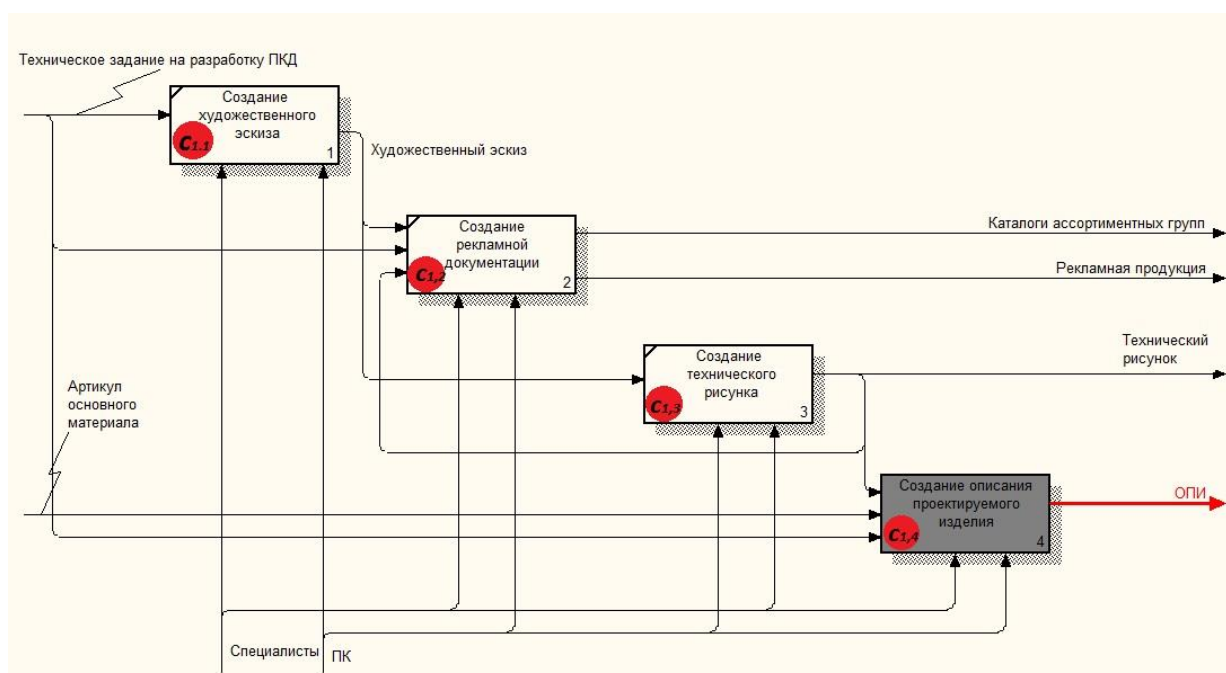 Техническое задание на разработку ПКД
Создание
художественного
эскиза
C1.1
1
Художественный эскиз
Создание
рекламной
документации
C1,2
2
Каталоги ассортиментных групп
Рекламная продукция
Создание
технического
рисунка
C1,3
3
Технический
рисунок
Артикул
основного
материала
Создание описания
проектируемого
изделия
C1,4
4
ОПИ
Специалисты
ПК